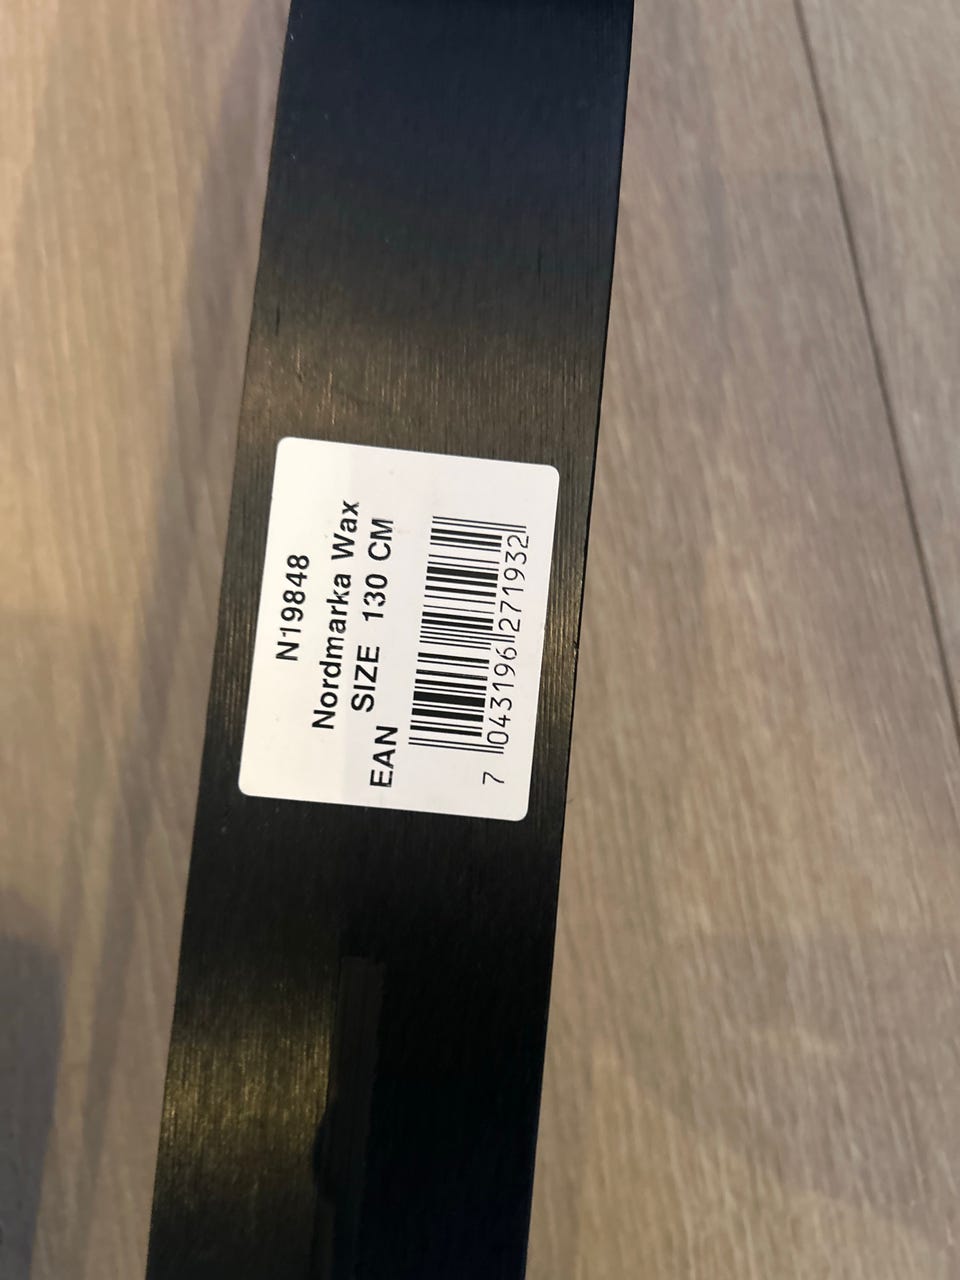 N19848
Nordmarka Wax
SIZE 130 CM
EAN
7 043196 271932